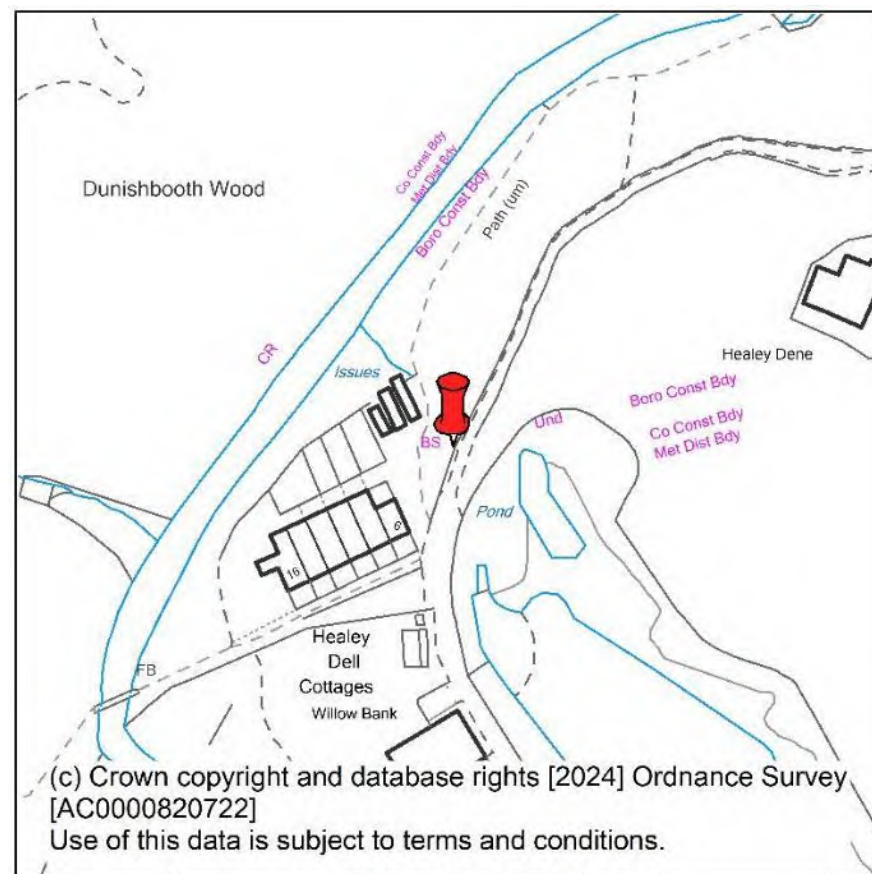 Co Const Bdy
Met Dist Bdy
Boro Const Bdy
Dunishbooth Wood
Path (um)
CR
Issues
Healey Dene
Boro Const Bdy
Co Const Bdy
Met Dist Bdy
Und
BS
Pond
6
16
FB
Healey
Dell
Cottages
Willow Bank
(c) Crown copyright and database rights [2024] Ordnance Survey
[AC0000820722]
Use of this data is subject to terms and conditions.